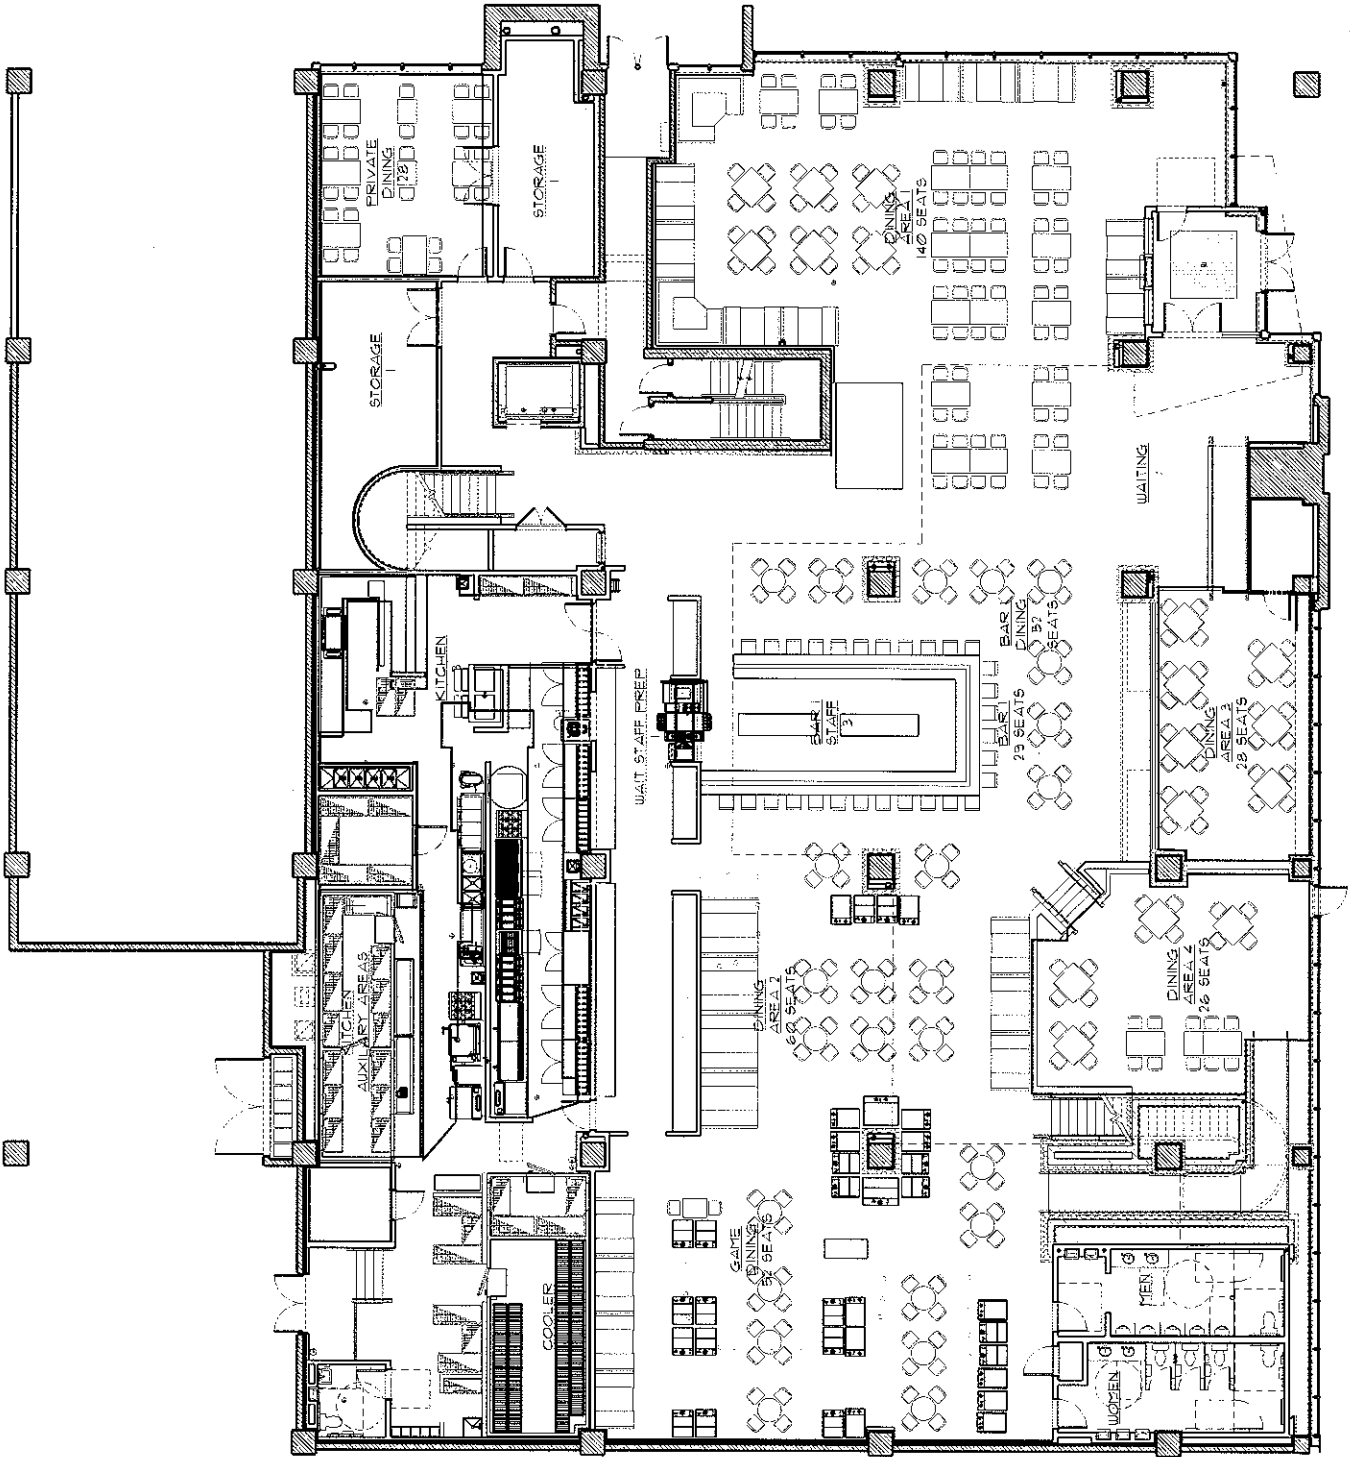 PRIVATE
DINING
28
STORAGE
STORAGE
DINING
AREA 1
140 SEATS
WAITING
KITCHEN
WAIT STAFF PREP
BAR
STAFF
3
BAR 1
29 SEATS
BAR
DINING
32
SEATS
DINING
AREA 3
28 SEATS
KITCHEN
AUXILIARY AREAS
DINING
AREA 2
60 SEATS
DINING
AREA 4
26 SEATS
GAME
DINING
52 SEATS
COOLER
MEN
WOMEN